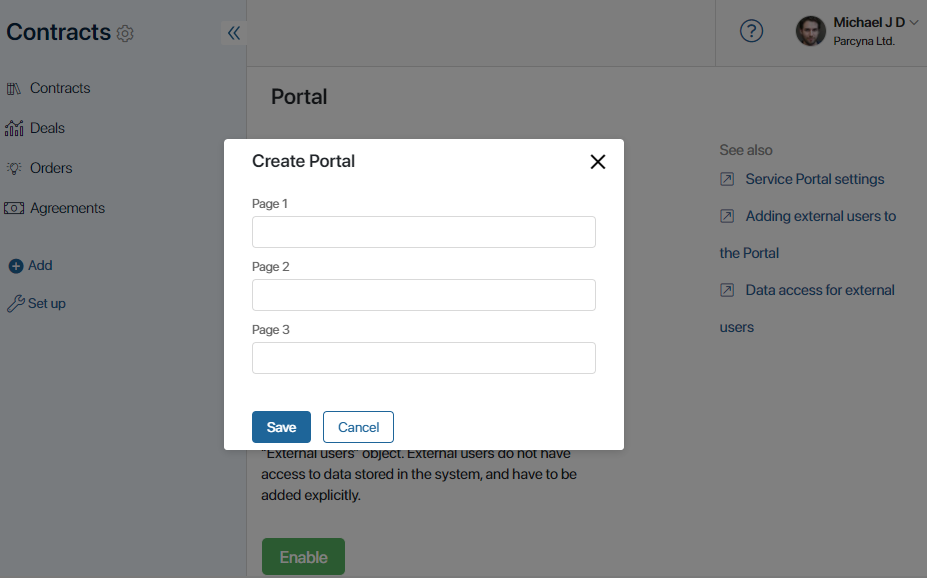 Contracts
Contracts
Deals
Orders
Agreements
Add
Set up
Michael J D
Parcyna Ltd.
Portal
Create Portal
Page 1
Page 2
Page 3
Save
Cancel
"External users" object. External users do not have
access to data stored in the system, and have to be
added explicitly.
Enable
See also
Service Portal settings
Adding external users to
the Portal
Data access for external
users